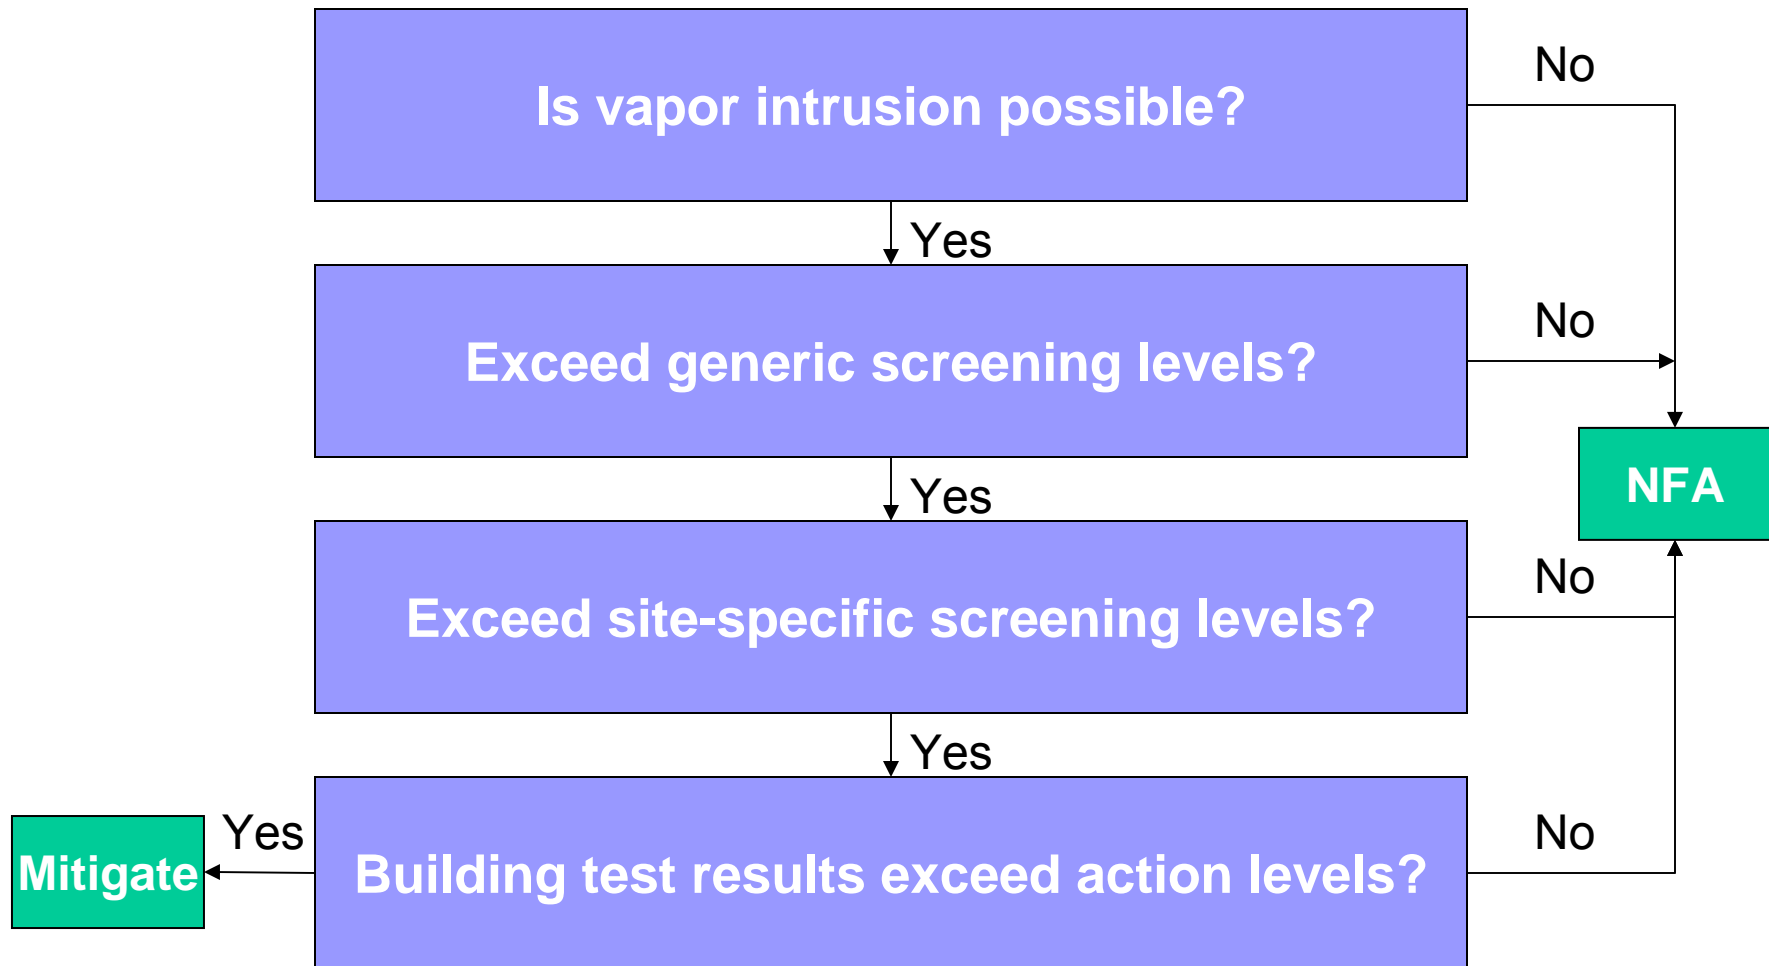 Is vapor intrusion possible?
No
Yes
Exceed generic screening levels?
No
Yes
NFA
Exceed site-specific screening levels?
No
Yes
Mitigate
Yes
Building test results exceed action levels?
No